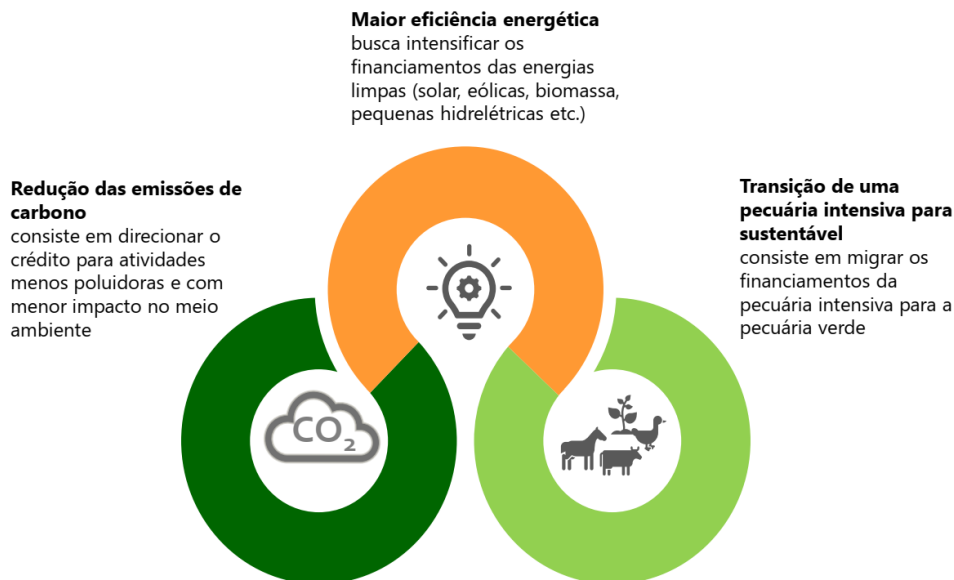 Maior eficiência energética
busca intensificar os
financiamentos das energias
limpas (solar, eólicas, biomassa,
pequenas hidrelétricas etc.)
Redução das emissões de
carbono
consiste em direcionar o
crédito para atividades
menos poluidoras e com
menor impacto no meio
ambiente
Transição de uma
pecuária intensiva para
sustentável
consiste em migrar os
financiamentos da
pecuária intensiva para a
pecuária verde
CO2